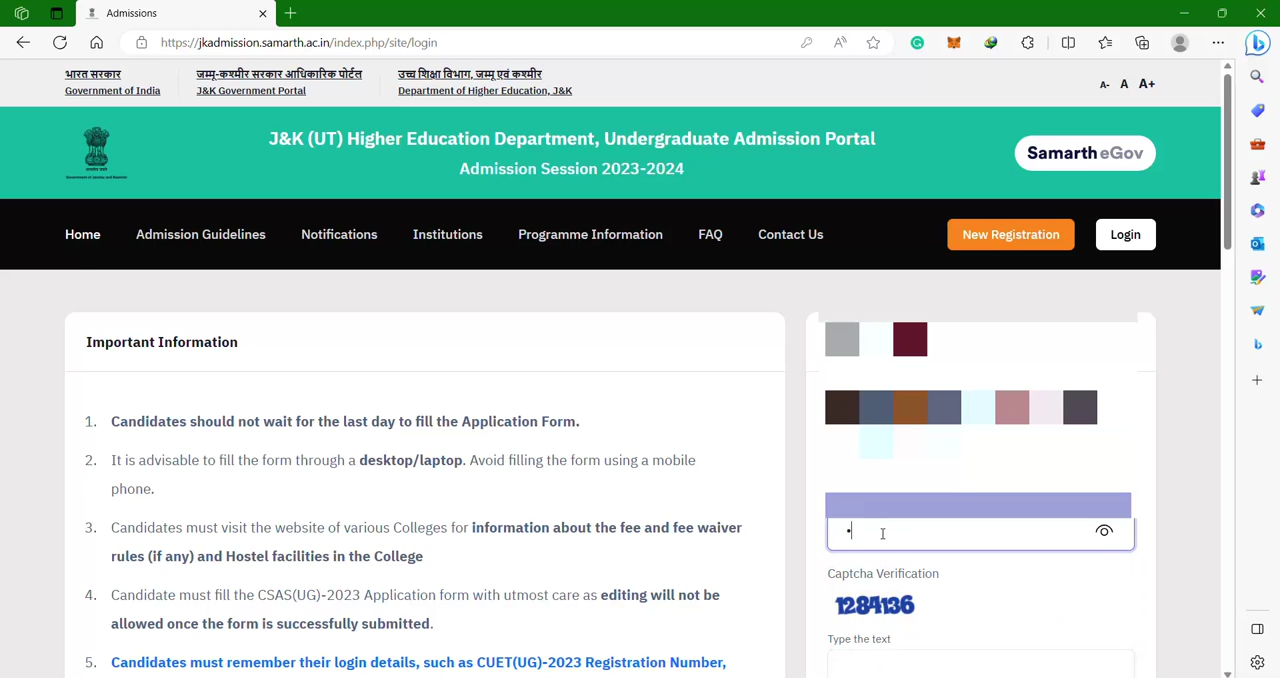 Admissions
https://jkadmission.samarth.ac.in/index.php/site/login
भारत सरकार
Government of India
जम्मू-कश्मीर सरकार आधिकारिक पोर्टल
J&K Government Portal
उच्च शिक्षा विभाग, जम्मू एवं कश्मीर
Department of Higher Education, J&K
A- A A+
J&K (UT) Higher Education Department, Undergraduate Admission Portal
Admission Session 2023-2024
Samarth eGov
Home Admission Guidelines Notifications Institutions Programme Information FAQ Contact Us New Registration Login
Important Information
1. Candidates should not wait for the last day to fill the Application Form.
2. It is advisable to fill the form through a desktop/laptop. Avoid filling the form using a mobile
phone.
3. Candidates must visit the website of various Colleges for information about the fee and fee waiver
rules (if any) and Hostel facilities in the College
4. Candidate must fill the CSAS(UG)-2023 Application form with utmost care as editing will not be
allowed once the form is successfully submitted.
5. Candidates must remember their login details, such as CUET(UG)-2023 Registration Number,
Captcha Verification
1284136
Type the text